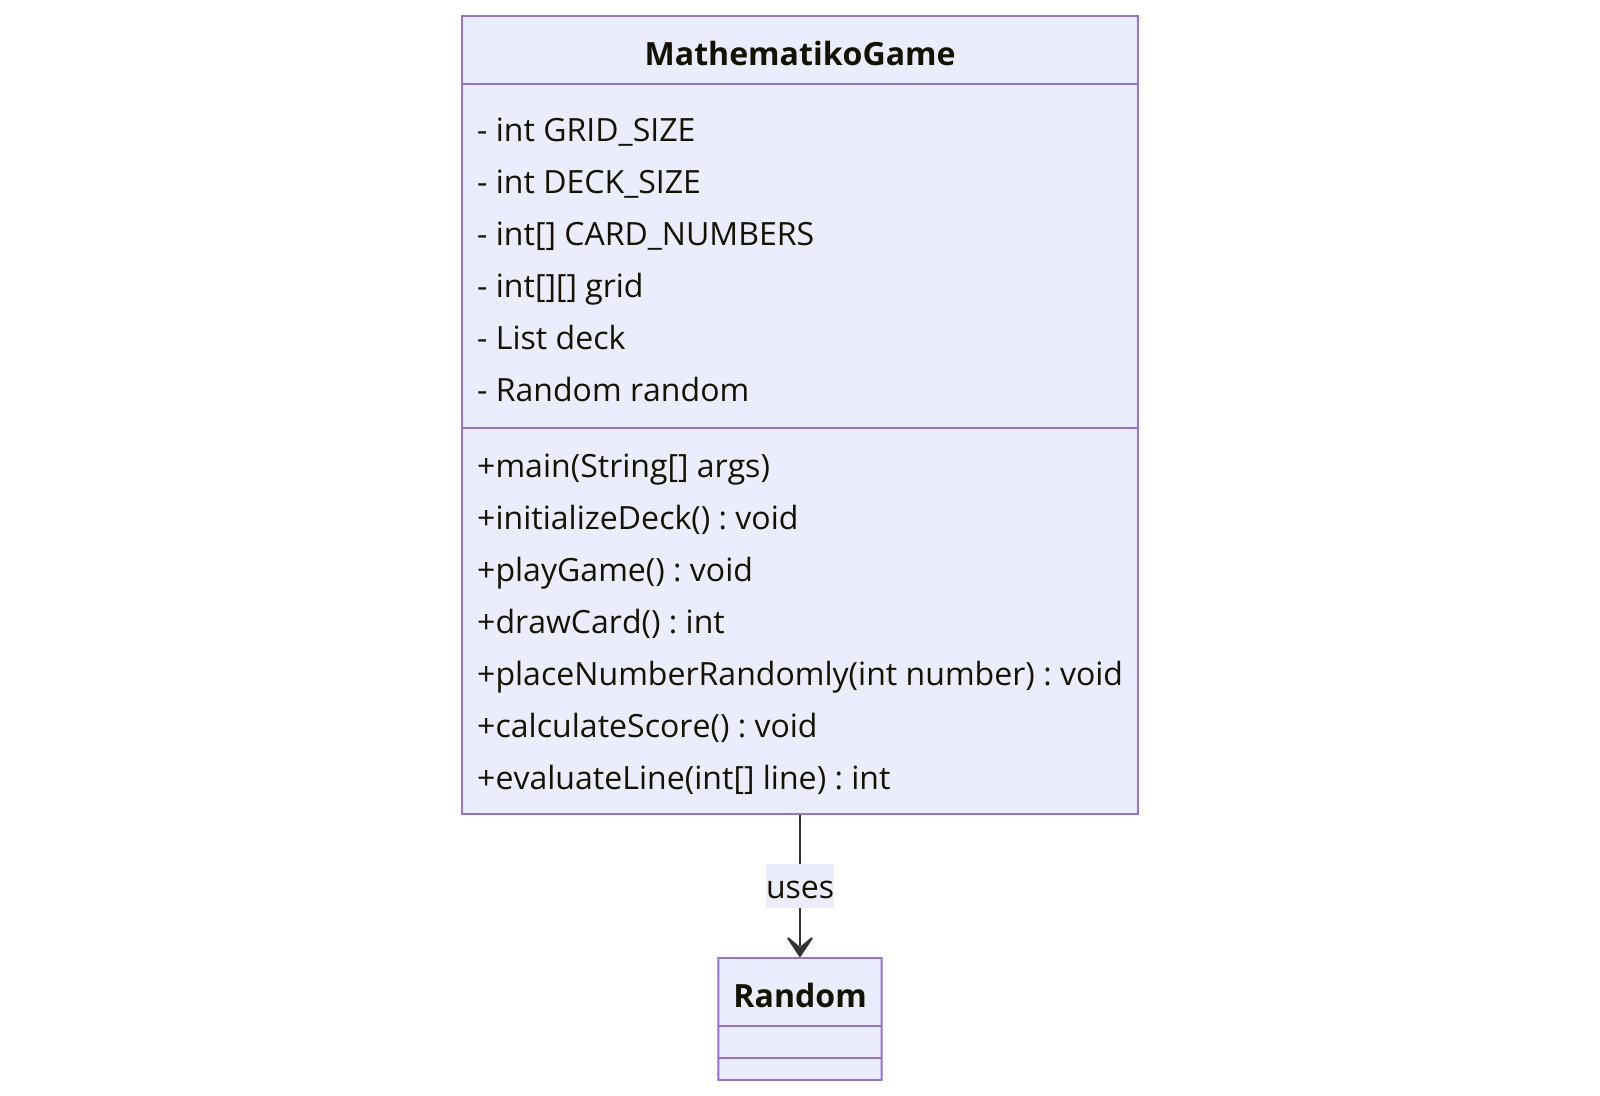 MathematikoGame
- int GRID_SIZE
- int DECK_SIZE
- int[] CARD_NUMBERS
- int[][] grid
- List deck
- Random random
+main(String[] args)
+initializeDeck() : void
+playGame() : void
+drawCard() : int
+placeNumberRandomly(int number) : void
+calculateScore() : void
+evaluateLine(int[] line) : int
uses
Random